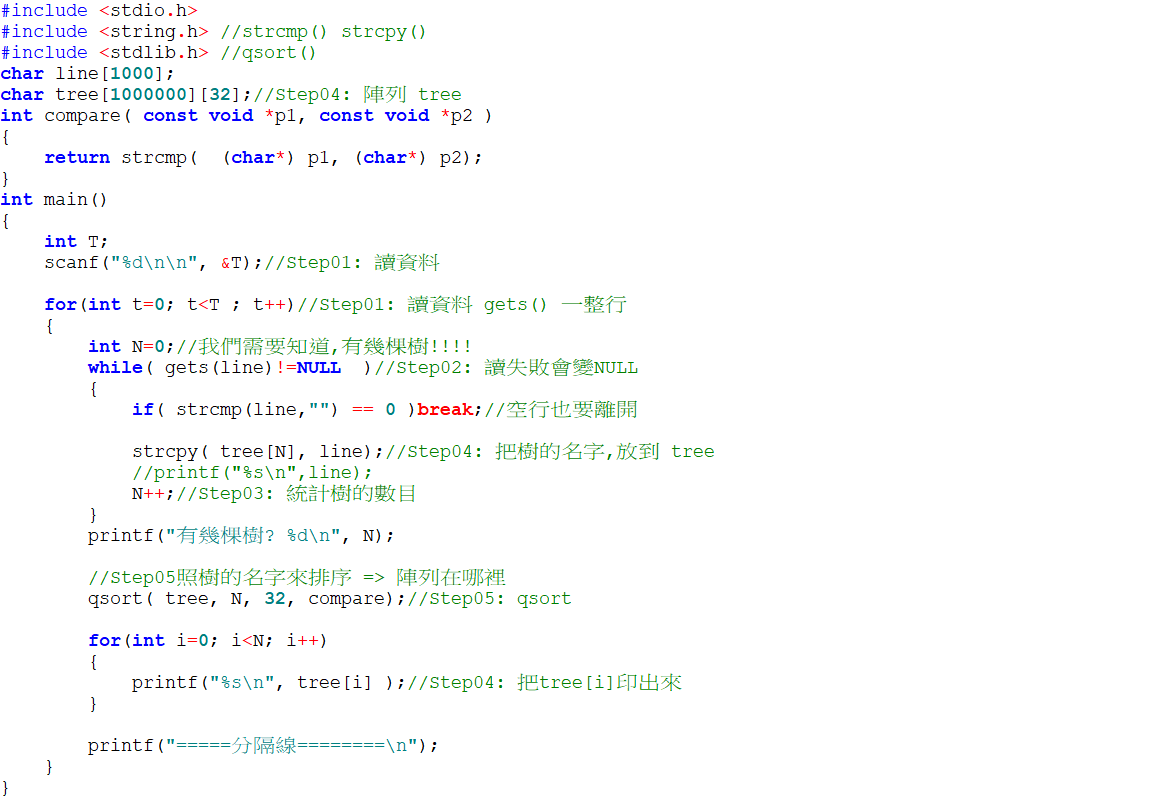 #include <stdio.h>
#include <string.h> //strcmp() strcpy()
#include <stdlib.h> //qsort()
char line[1000];
char tree[1000000][32];//Step04: 陣列 tree
int compare( const void *p1, const void *p2 )
{
    return strcmp(  (char*) p1, (char*) p2);
}
int main()
{
    int T;
    scanf("%d\n\n", &T);//Step01: 讀資料

    for(int t=0; t<T ; t++)//Step01: 讀資料 gets() 一整行
    {
        int N=0;//我們需要知道,有幾棵樹!!!!
        while( gets(line)!=NULL  )//Step02: 讀失敗會變NULL
        {
            if( strcmp(line,"") == 0 )break;//空行也要離開

            strcpy( tree[N], line);//Step04: 把樹的名字,放到 tree
            //printf("%s\n",line);
            N++;//Step03: 統計樹的數目
        }
        printf("有幾棵樹? %d\n", N);

        //Step05照樹的名字來排序 => 陣列在哪裡
        qsort( tree, N, 32, compare);//Step05: qsort

        for(int i=0; i<N; i++)
        {
            printf("%s\n", tree[i] );//Step04: 把tree[i]印出來
        }

        printf("=====分隔線========\n");
    }
}